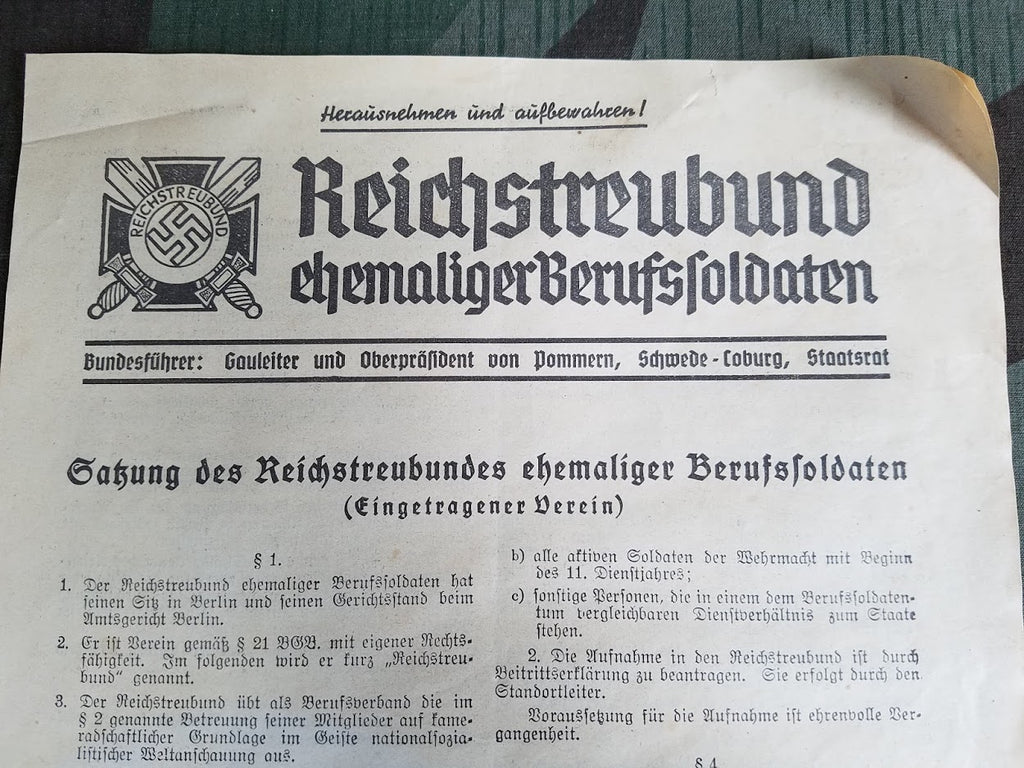 Herausnehmen und aufbewahren!
REICHSTREUBUND
Reichstreubund
ehemaliger Berufssoldaten
Bundesführer: Gauleiter und Oberpräsident von Pommern, Schwede-Coburg, Staatsrat
Satzung des Reichstreubundes ehemaliger Berufssoldaten
(Eingetragener Verein)
§ 1.
1. Der Reichstreubund ehemaliger Berufssoldaten hat
seinen Sitz in Berlin und seinen Gerichtsstand beim
Amtsgericht Berlin.
2. Er ist Verein gemäß § 21 BGB. mit eigener Rechts-
fähigkeit. Im folgenden wird er kurz „Reichstreu-
bund“ genannt.
3. Der Reichstreubund übt als Berufsverband die im
§ 2 genannte Betreuung seiner Mitglieder auf kame-
radschaftlicher Grundlage im Geiste nationalsozia-
listischer Weltanschauung aus.
b) alle aktiven Soldaten der Wehrmacht mit Beginn
des 11. Dienstjahres;
c) sonstige Personen, die in einem dem Berufssoldaten-
tum vergleichbaren Dienstverhältnis zum Staate
stehen.
2. Die Aufnahme in den Reichstreubund ist durch
Beitrittserklärung zu beantragen. Sie erfolgt durch den
Standortleiter.
Voraussetzung für die Aufnahme ist ehrenvolle Ver-
gangenheit.
§ 4